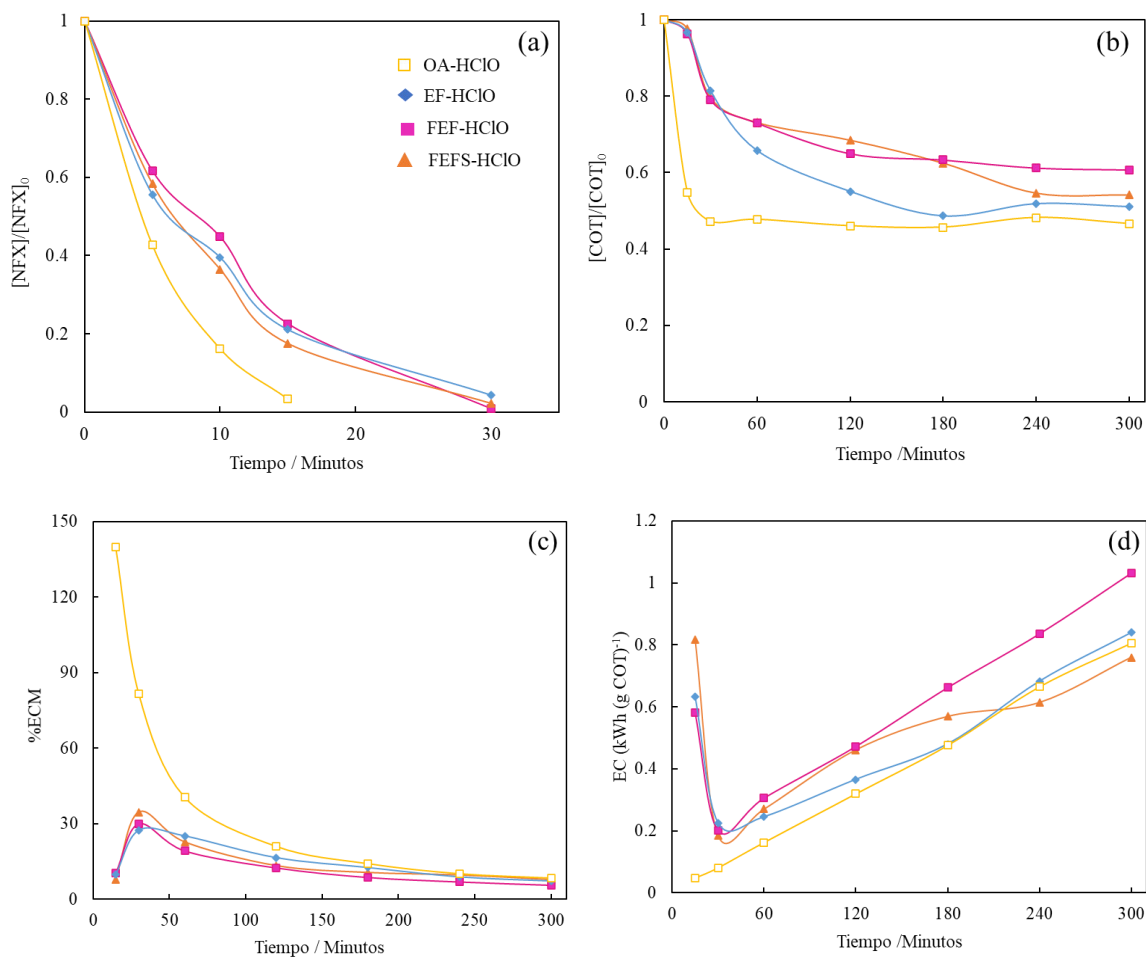 (a)
1
0.8
0.6
0.4
0.2
0
[NFX]/[NFX]₀
OA-HClO
EF-HClO
FEF-HClO
FEFS-HClO
0 10 20 30
Tiempo / Minutos
(b)
1
0.8
0.6
0.4
0.2
0
[COT]/[COT]₀
0 60 120 180 240 300
Tiempo /Minutos
(c)
150
120
90
60
30
0
%ECM
0 50 100 150 200 250 300
Tiempo / Minutos
(d)
1.2
1
0.8
0.6
0.4
0.2
0
EC (kWh (g COT)⁻¹
0 60 120 180 240 300
Tiempo /Minutos